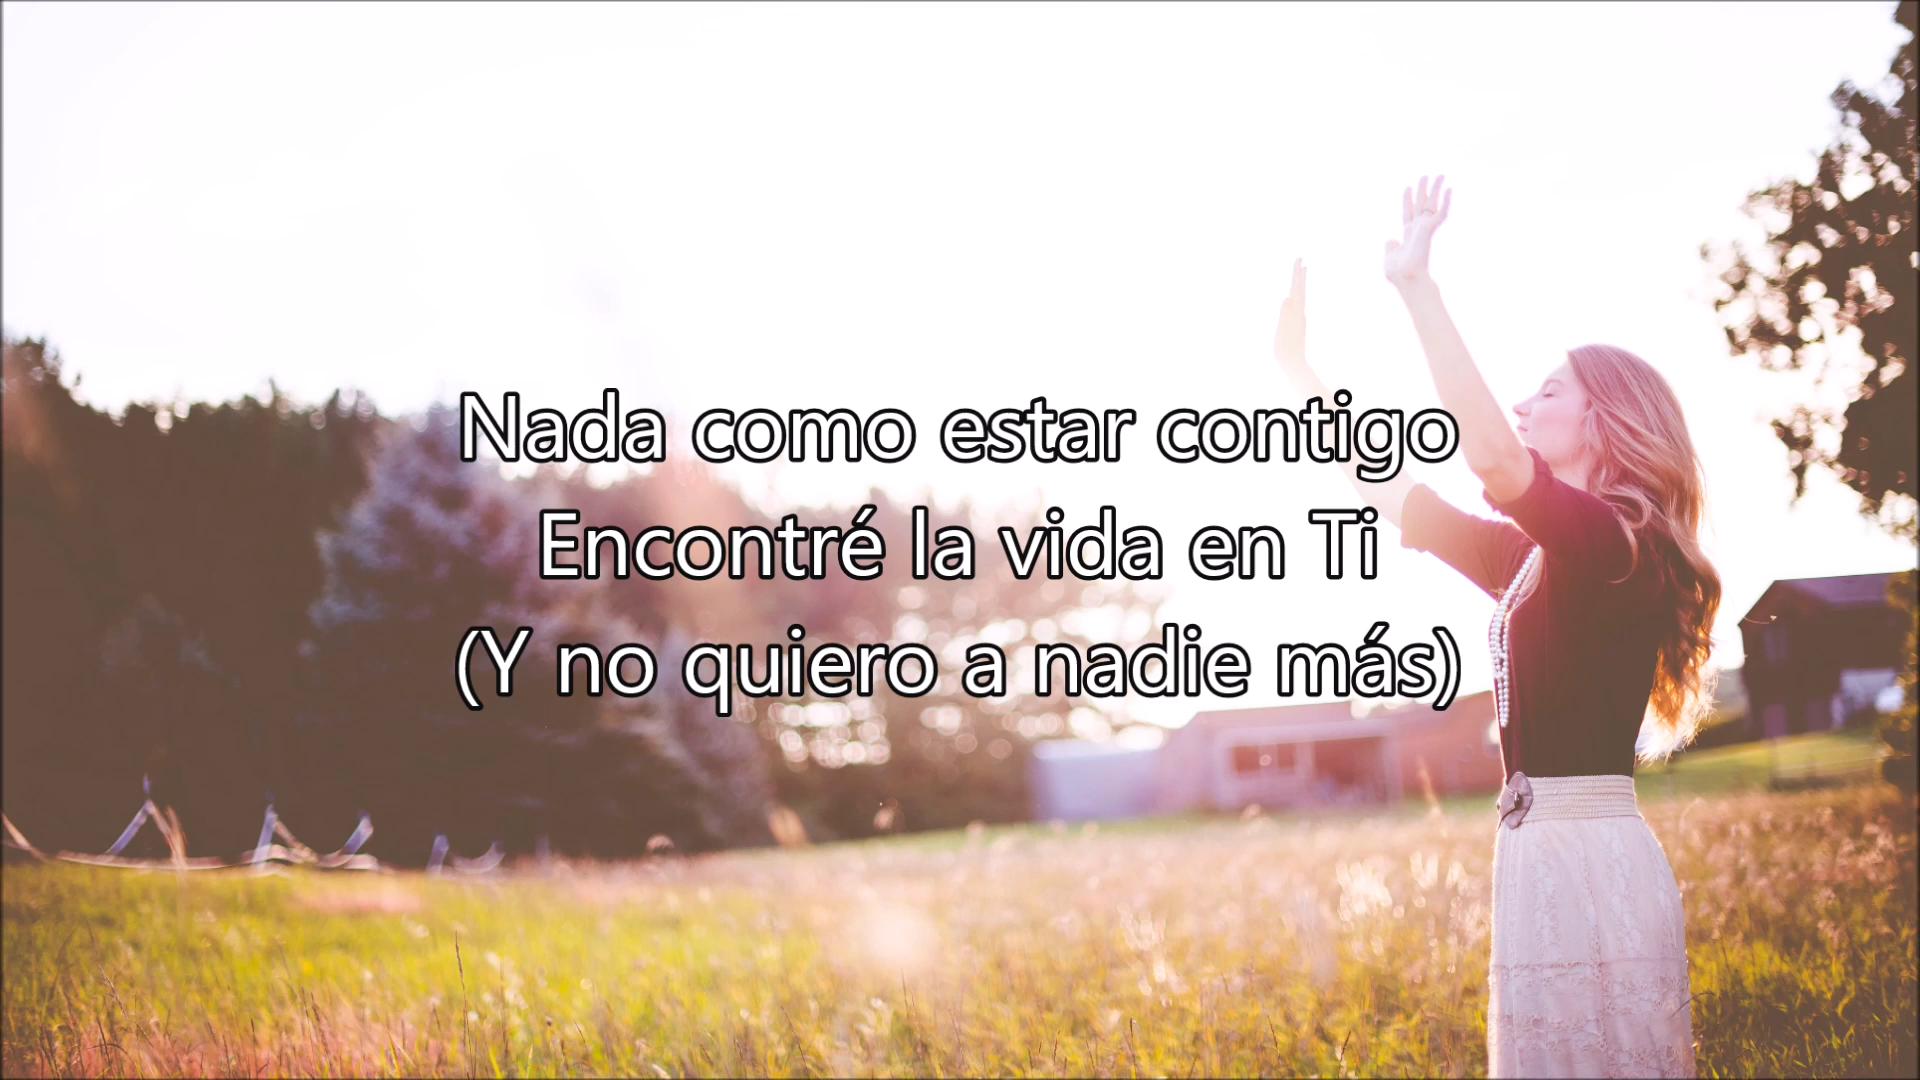 Nada como estar contigo
Encontré la vida en Ti
(Y no quiero a nadie más)